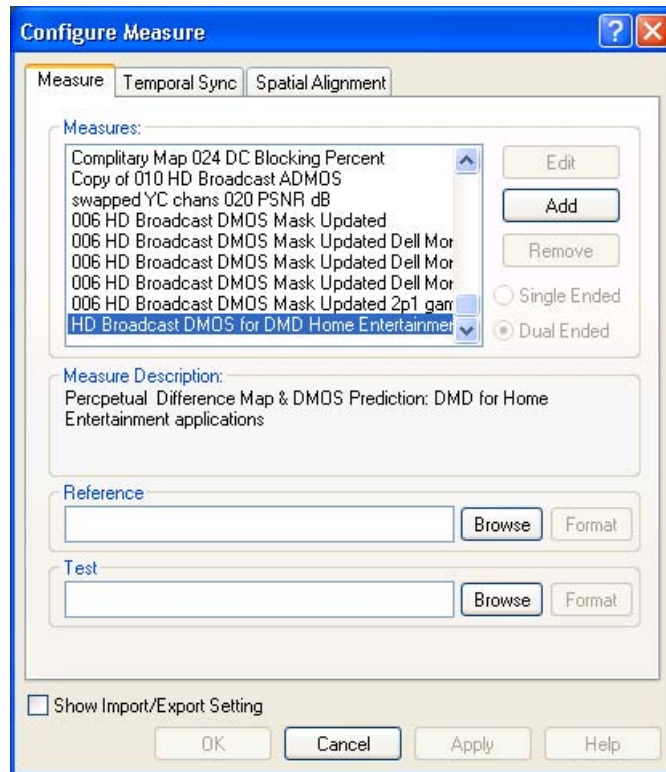 Configure Measure
Measure
Temporal Sync
Spatial Alignment
Measures:
Complitary Map 024 DC Blocking Percent
Copy of 010 HD Broadcast ADMOS
swapped YC chans 020 PSNR dB
006 HD Broadcast DMOS Mask Updated
006 HD Broadcast DMOS Mask Updated Dell Mor
006 HD Broadcast DMOS Mask Updated Dell Mor
006 HD Broadcast DMOS Mask Updated Dell Mor
006 HD Broadcast DMOS Mask Updated 2p1 gam
HD Broadcast DMOS for DMD Home Entertainmer
Edit
Add
Remove
Single Ended
Dual Ended
Measure Description:
Percpetual Difference Map & DMOS Prediction: DMD for Home
Entertainment applications
Reference
Browse
Format
Test
Browse
Format
Show Import/Export Setting
OK
Cancel
Apply
Help